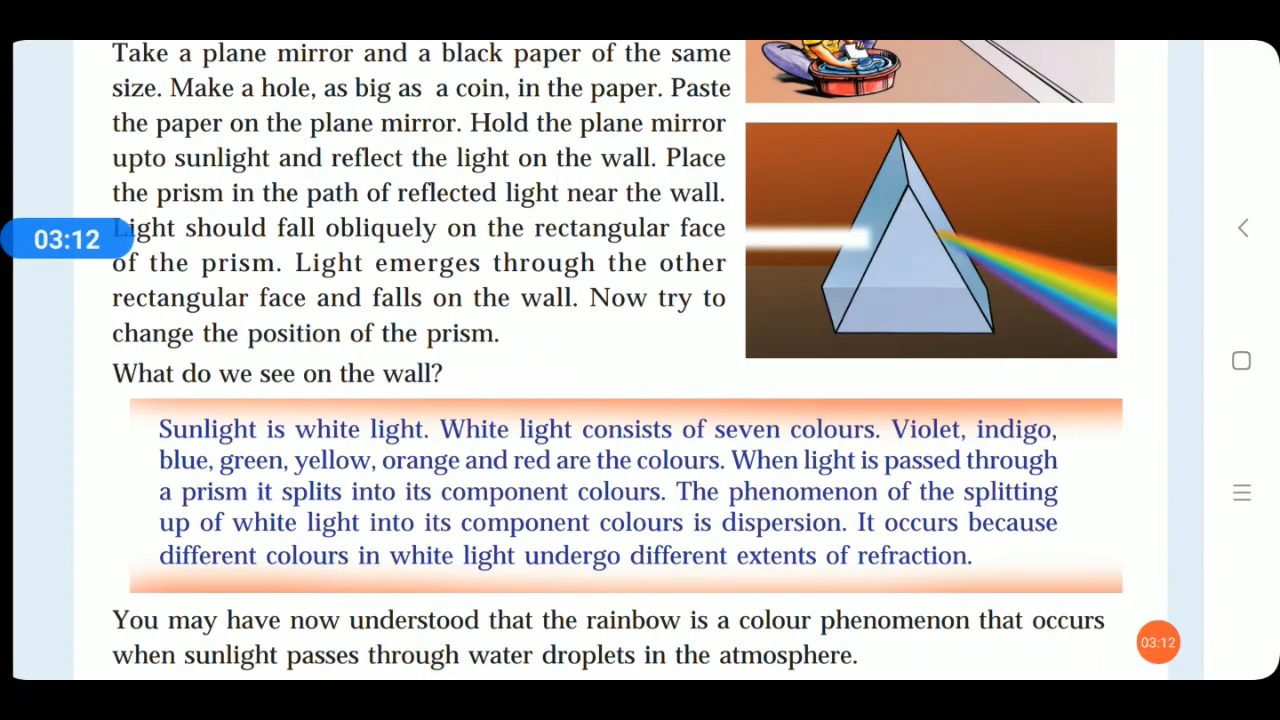 Take a plane mirror and a black paper of the same
size. Make a hole, as big as a coin, in the paper. Paste
the paper on the plane mirror. Hold the plane mirror
upto sunlight and reflect the light on the wall. Place
the prism in the path of reflected light near the wall.
Light should fall obliquely on the rectangular face
03:12
of the prism. Light emerges through the other
rectangular face and falls on the wall. Now try to
change the position of the prism.
What do we see on the wall?
Sunlight is white light. White light consists of seven colours. Violet, indigo,
blue, green, yellow, orange and red are the colours. When light is passed through
a prism it splits into its component colours. The phenomenon of the splitting
up of white light into its component colours is dispersion. It occurs because
different colours in white light undergo different extents of refraction.
You may have now understood that the rainbow is a colour phenomenon that occurs
when sunlight passes through water droplets in the atmosphere.
03:12